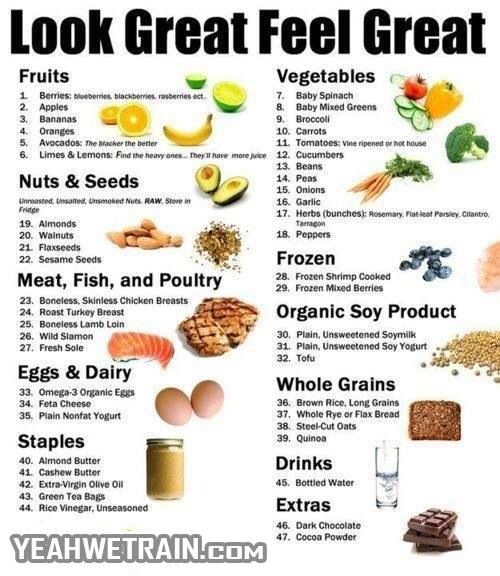 Look Great Feel Great
Fruits
1. Berries: blueberries, blackberries, rasberries ect..
2. Apples
3. Bananas
4. Oranges
5. Avocados: The blacker the better
6. Limes & Lemons: Find the heavy ones... They'll have more juice
Nuts & Seeds
Unroasted, Unsalted, Unsmoked Nuts. RAW. Store in
Fridge
19. Almonds
20. Walnuts
21. Flaxseeds
22. Sesame Seeds
Meat, Fish, and Poultry
23. Boneless, Skinless Chicken Breasts
24. Roast Turkey Breast
25. Boneless Lamb Loin
26. Wild Slamon
27. Fresh Sole
Eggs & Dairy
33. Omega-3 Organic Eggs
34. Feta Cheese
35. Plain Nonfat Yogurt
Staples
40. Almond Butter
41. Cashew Butter
42. Extra-Virgin Olive Oil
43. Green Tea Bags
44. Rice Vinegar, Unseasoned
Vegetables
7. Baby Spinach
8. Baby Mixed Greens
9. Broccoli
10. Carrots
11. Tomatoes: Vine ripened or hot house
12. Cucumbers
13. Beans
14. Peas
15. Onions
16. Garlic
17. Herbs (bunches): Rosemary, Flat-leaf Parsley, Cilantro,
Tarragon
18. Peppers
Frozen
28. Frozen Shrimp Cooked
29. Frozen Mixed Berries
Organic Soy Product
30. Plain, Unsweetened Soymilk
31. Plain, Unsweetened Soy Yogurt
32. Tofu
Whole Grains
36. Brown Rice, Long Grains
37. Whole Rye or Flax Bread
38. Steel-Cut Oats
39. Quinoa
Drinks
45. Bottled Water
Extras
46. Dark Chocolate
47. Cocoa Powder
YEAHWETRAIN.COM